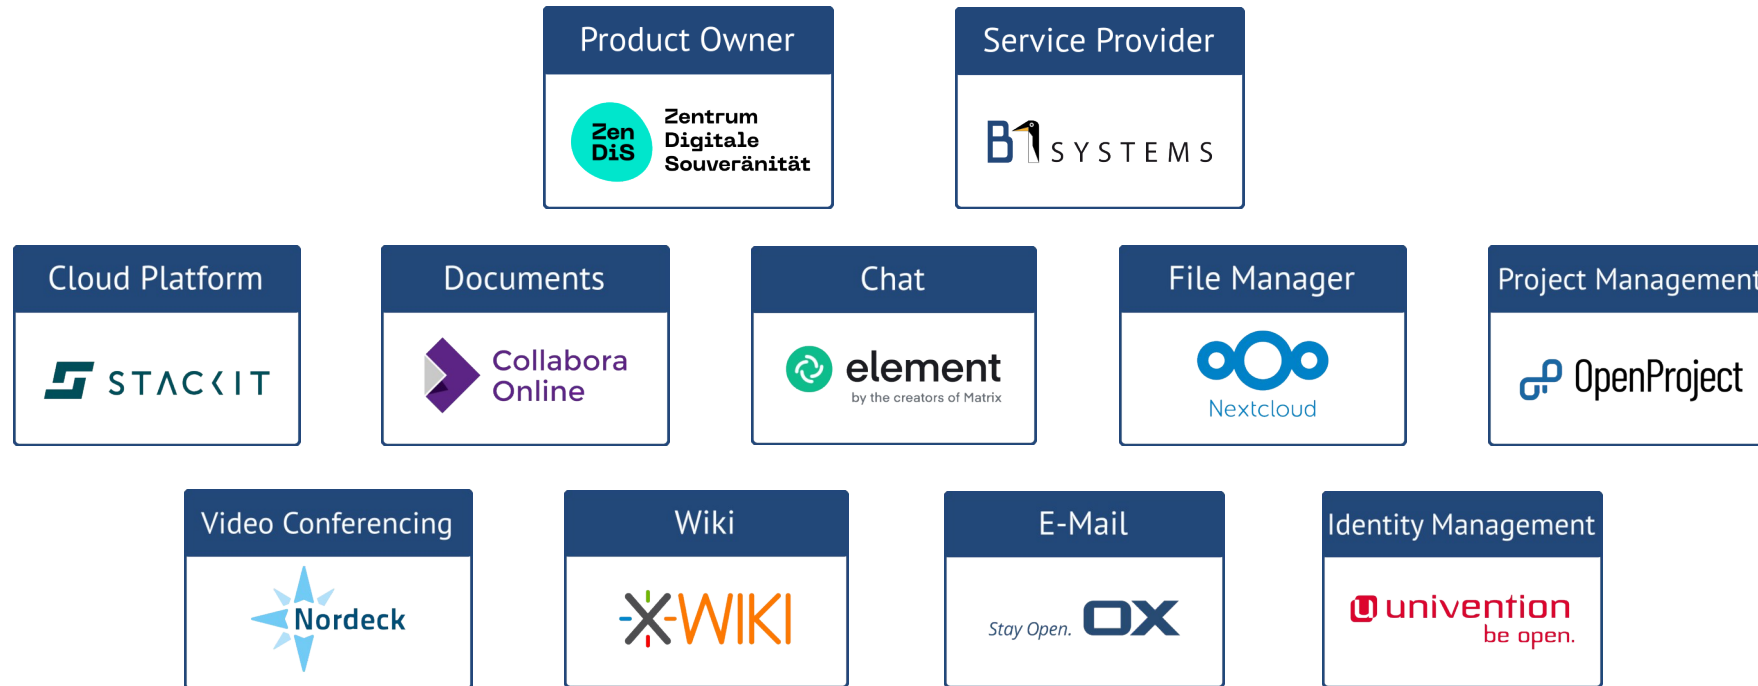 Product Owner
Service Provider
Zen
DiS
Zentrum
Digitale
Souveränität
B1 SYSTEMS
Cloud Platform
Documents
Chat
File Manager
Project Management
STACKIT
Collabora
Online
element
by the creators of Matrix
Nextcloud
OpenProject
Video Conferencing
Wiki
E-Mail
Identity Management
Nordeck
XWIKI
Stay Open. OX
u univention
be open.